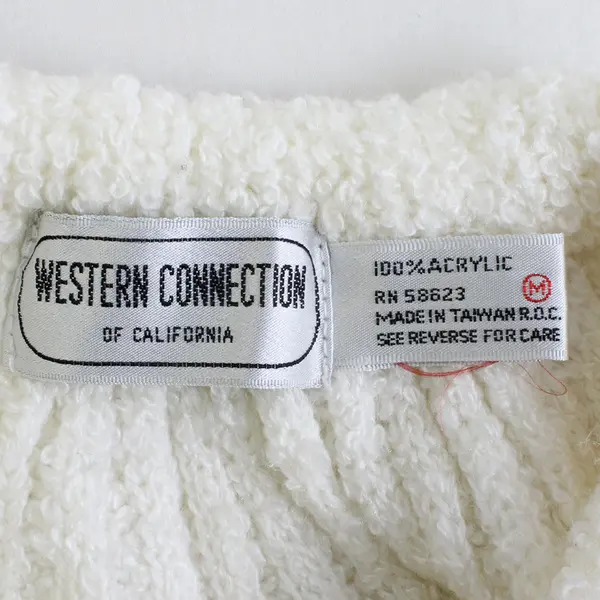 WESTERN CONNECTION
OF CALIFORNIA
100% ACRYLIC
RN 58623 M
MADE IN TAIWAN R.O.C.
SEE REVERSE FOR CARE